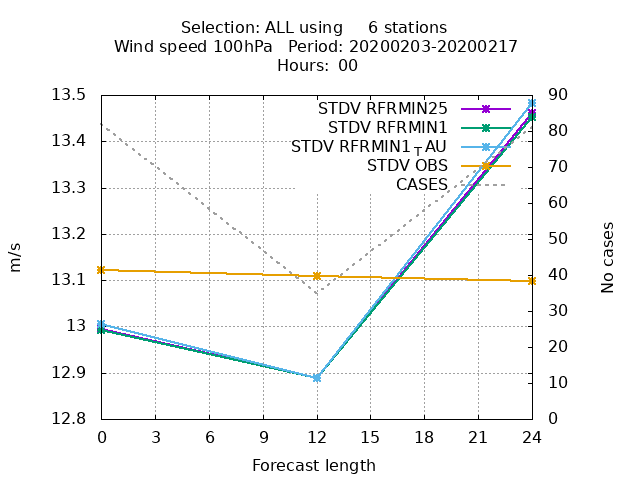 Selection: ALL using     6 stations
Wind speed 100hPa   Period: 20200203-20200217
Hours: 00
STDV RFRMIN25
STDV RFRMIN1
STDV RFRMIN1_TAU
STDV OBS
CASES
13.5
13.4
13.3
13.2
13.1
13
12.9
12.8
90
80
70
60
50
40
30
20
10
0
m/s
No cases
0 3 6 9 12 15 18 21 24
Forecast length